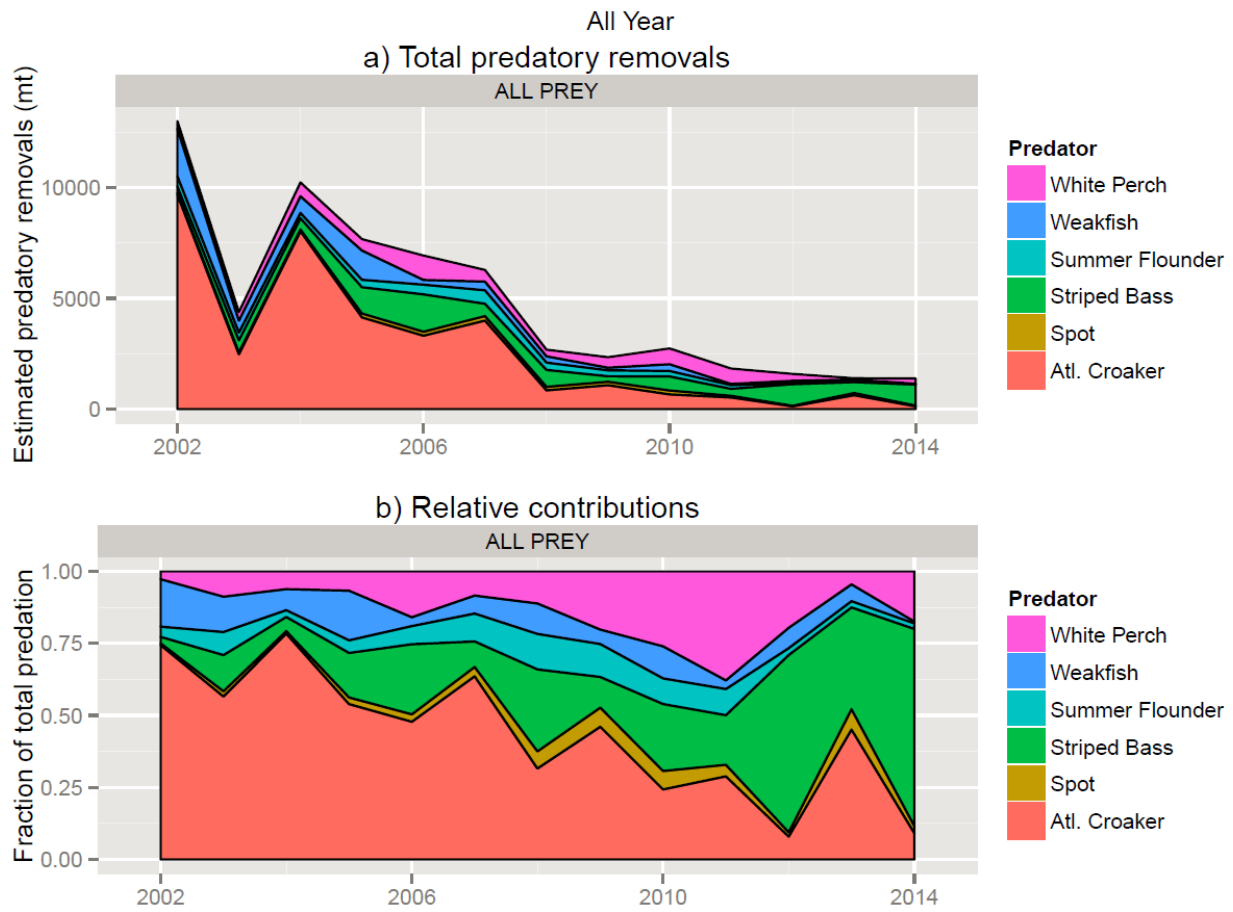 All Year
a) Total predatory removals
ALL PREY
Estimated predatory removals (mt)
10000
5000
0
2002
2006
2010
2014
Predator
White Perch
Weakfish
Summer Flounder
Striped Bass
Spot
Atl. Croaker
b) Relative contributions
ALL PREY
Fraction of total predation
1.00
0.75
0.50
0.25
0.00
2002
2006
2010
2014
Predator
White Perch
Weakfish
Summer Flounder
Striped Bass
Spot
Atl. Croaker